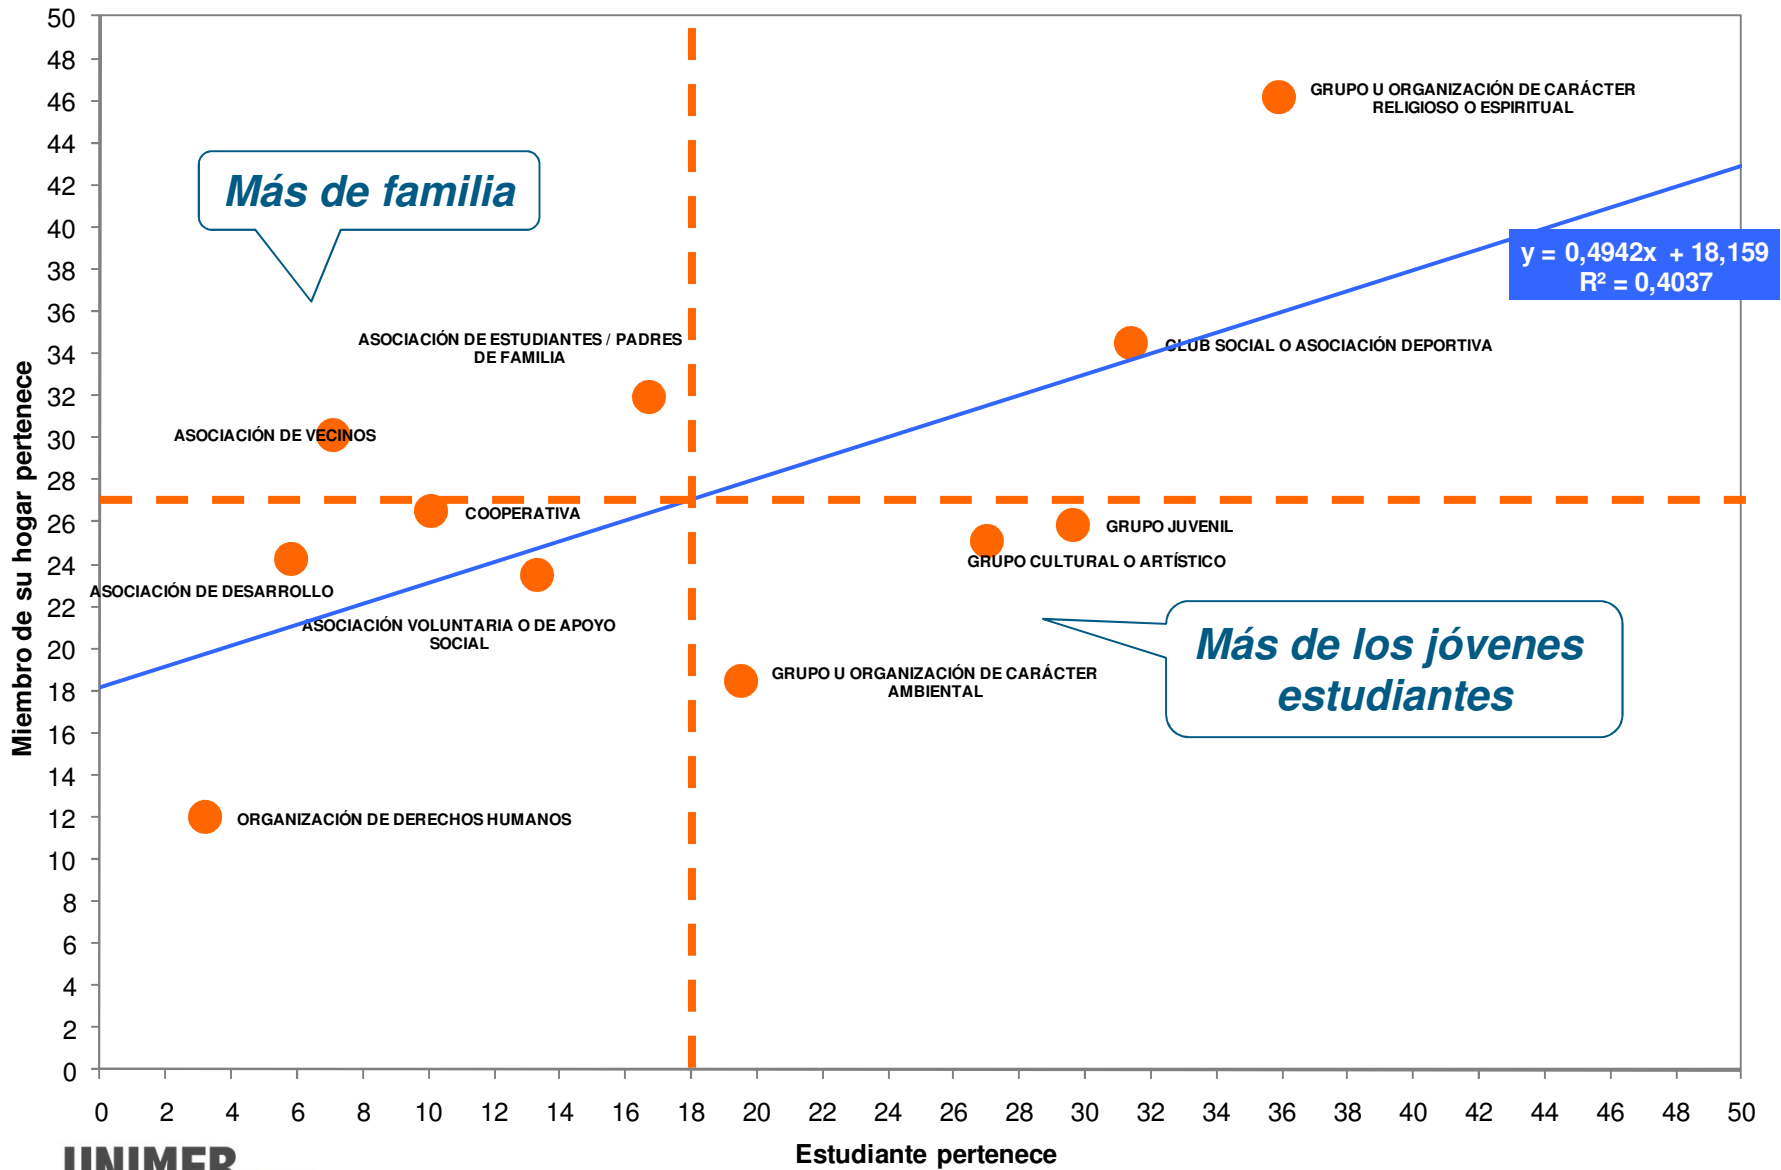 50
48
46
44
42
40
38
36
34
32
30
28
26
24
22
20
18
16
14
12
10
8
6
4
2
0
Miembro de su hogar pertenece
GRUPO U ORGANIZACIÓN DE CARÁCTER
RELIGIOSO O ESPIRITUAL
Más de familia
y = 0,4942x + 18,159
R² = 0,4037
ASOCIACIÓN DE ESTUDIANTES / PADRES
DE FAMILIA
CLUB SOCIAL O ASOCIACIÓN DEPORTIVA
ASOCIACIÓN DE VECINOS
COOPERATIVA
GRUPO JUVENIL
GRUPO CULTURAL O ARTÍSTICO
ASOCIACIÓN DE DESARROLLO
ASOCIACIÓN VOLUNTARIA O DE APOYO
SOCIAL
Más de los jóvenes
estudiantes
GRUPO U ORGANIZACIÓN DE CARÁCTER
AMBIENTAL
ORGANIZACIÓN DE DERECHOS HUMANOS
0 2 4 6 8 10 12 14 16 18 20 22 24 26 28 30 32 34 36 38 40 42 44 46 48 50
Estudiante pertenece
UNIMER